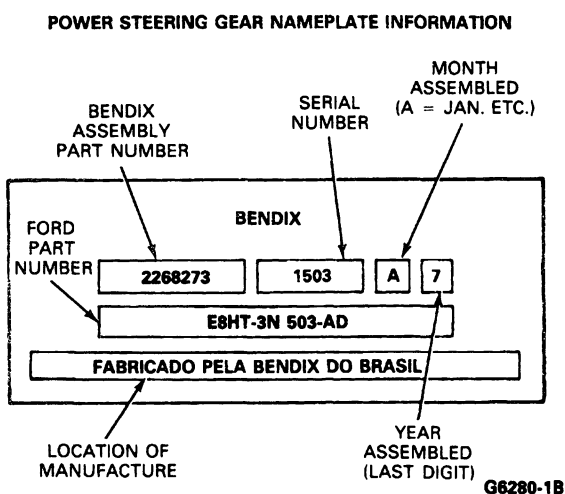 POWER STEERING GEAR NAMEPLATE INFORMATION
MONTH
ASSEMBLED
(A = JAN. ETC.)
SERIAL
NUMBER
BENDIX
ASSEMBLY
PART NUMBER
BENDIX
FORD
PART
NUMBER
2268273 1503 A 7
E8HT-3N 503-AD
FABRICADO PELA BENDIX DO BRASIL
LOCATION OF
MANUFACTURE
YEAR
ASSEMBLED
(LAST DIGIT)
G6280-1B